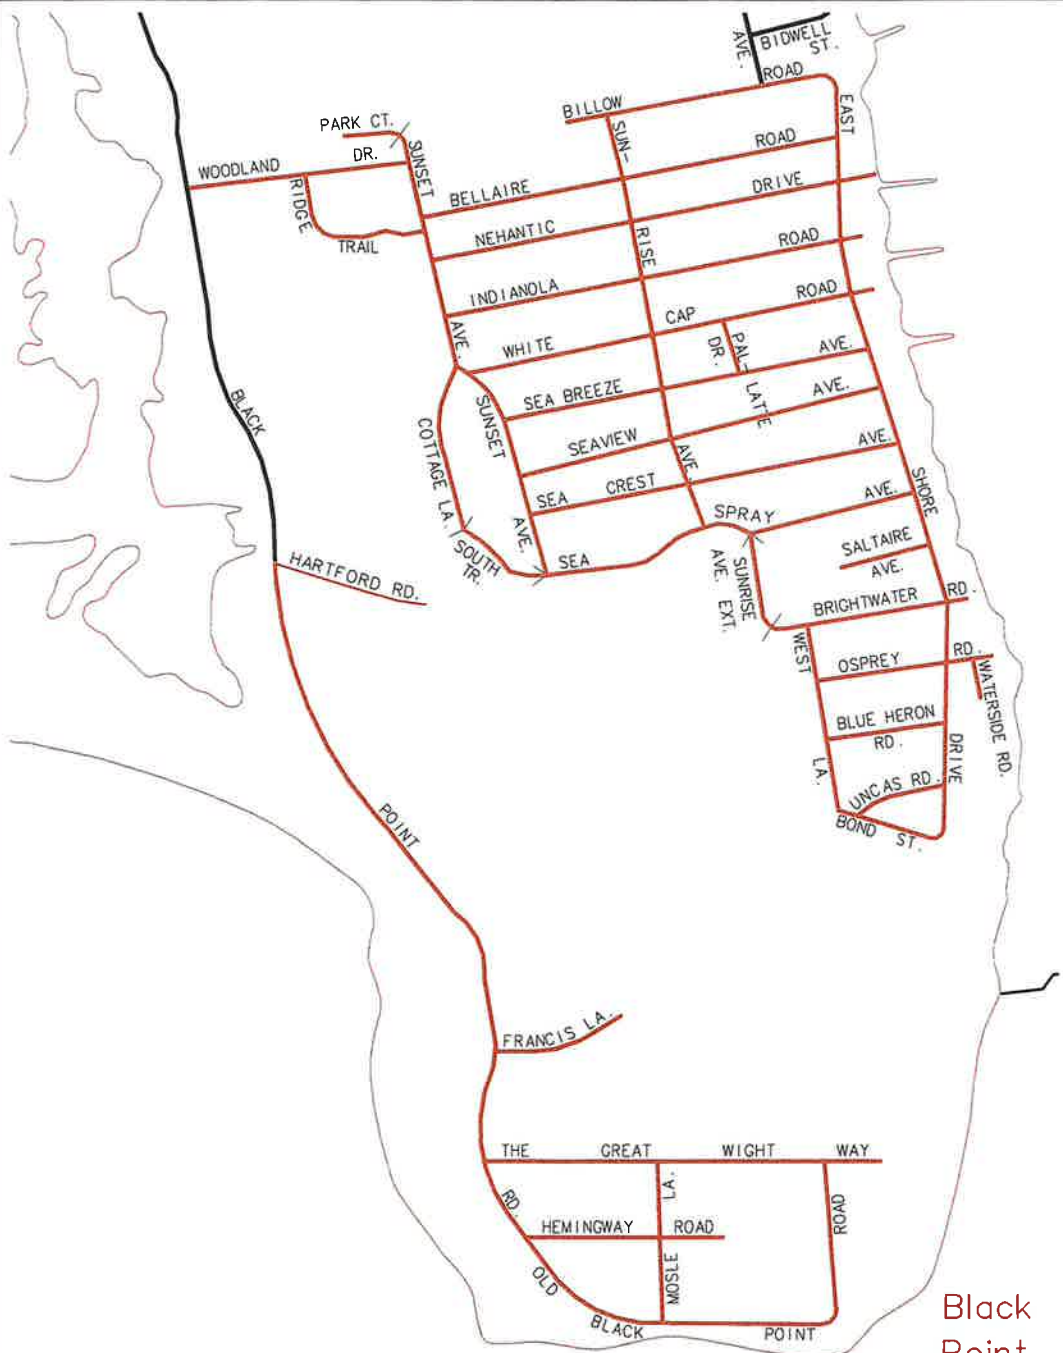 AVE.
BIDWELL
ST.
BILLOW ROAD
PARK CT.
EAST
SUN-
WOODLAND DR.
SUNSET
RIDGE
TRAIL
BELLAIRE ROAD
NEHANTIC DRIVE
RISE
INDIANOLA ROAD
AVE.
WHITE CAP ROAD
PAL-
LATTE
DR.
SEA BREEZE AVE.
BLACK
COTTAGE LA.
SUNSET
SEAVIEW AVE.
AVE.
SEA CREST AVE.
SHORE
AVE.
SEA SPRAY AVE.
SOUTH
TR.
SALTAIRE
AVE.
SUNRISE
AVE. EXT.
HARTFORD RD.
BRIGHTWATER RD.
WEST
OSPREY RD.
WATERSIDE RD.
BLUE HERON
RD.
LA.
DRIVE
UNCAS RD.
BOND ST.
POINT
FRANCIS LA.
THE GREAT WIGHT WAY
RD.
LA.
HEMINGWAY ROAD
ROAD
MOSLE
OLD
BLACK POINT
Black
Point